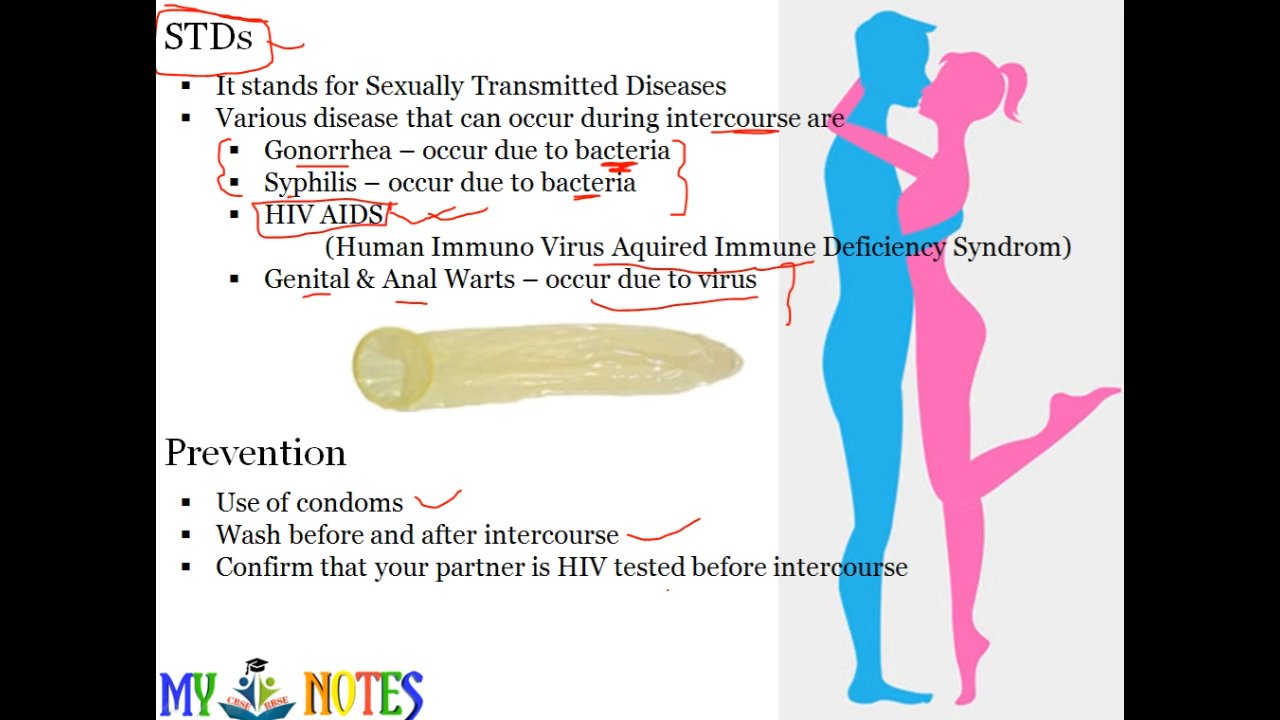 STDs
▪ It stands for Sexually Transmitted Diseases
▪ Various disease that can occur during intercourse are
▪ Gonorrhea – occur due to bacteria
▪ Syphilis – occur due to bacteria
▪ HIV AIDS
(Human Immuno Virus Aquired Immune Deficiency Syndrom)
▪ Genital & Anal Warts – occur due to virus
Prevention
▪ Use of condoms
▪ Wash before and after intercourse
▪ Confirm that your partner is HIV tested before intercourse
MY NOTES
CBSE RBSE